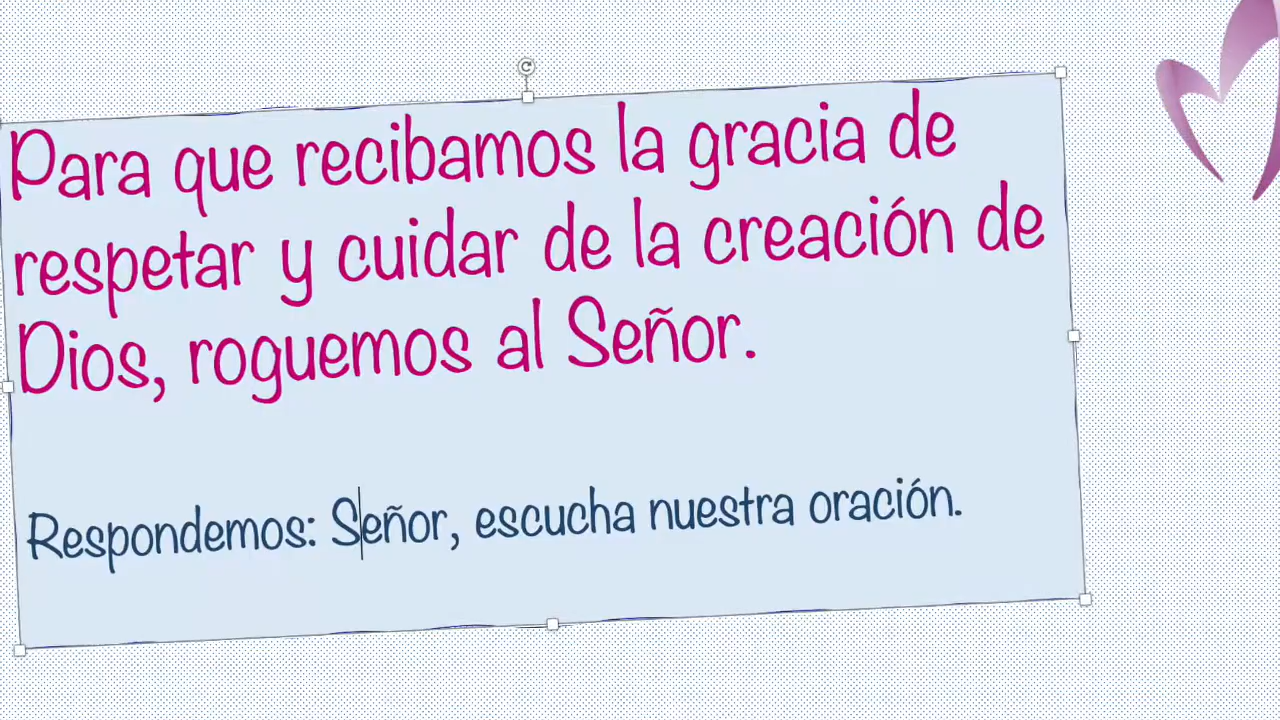 Para que recibamos la gracia de
respetar y cuidar de la creación de
Dios, roguemos al Señor.
Respondemos: Señor, escucha nuestra oración.